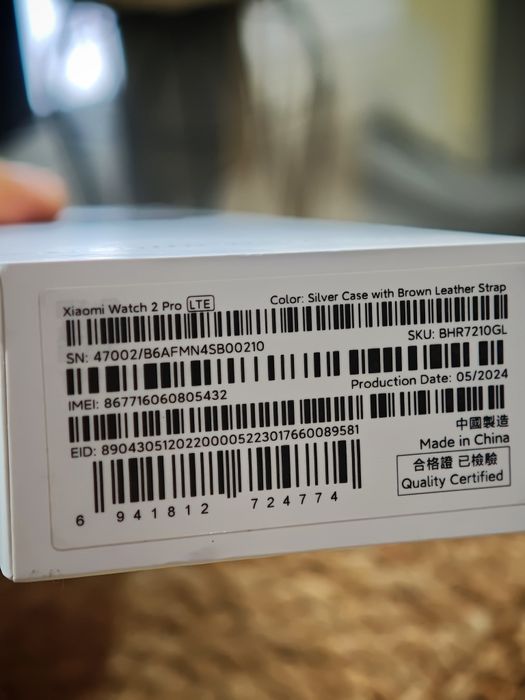 Xiaomi Watch 2 Pro LTE
Color: Silver Case with Brown Leather Strap
SN: 47002/B6AFMN4SB00210
SKU: BHR7210GL
IMEI: 867716060805432
Production Date: 05/2024
EID: 89043051202200005223017660089581
中國製造
Made in China
合格證 已檢驗
Quality Certified
6 941812 724774